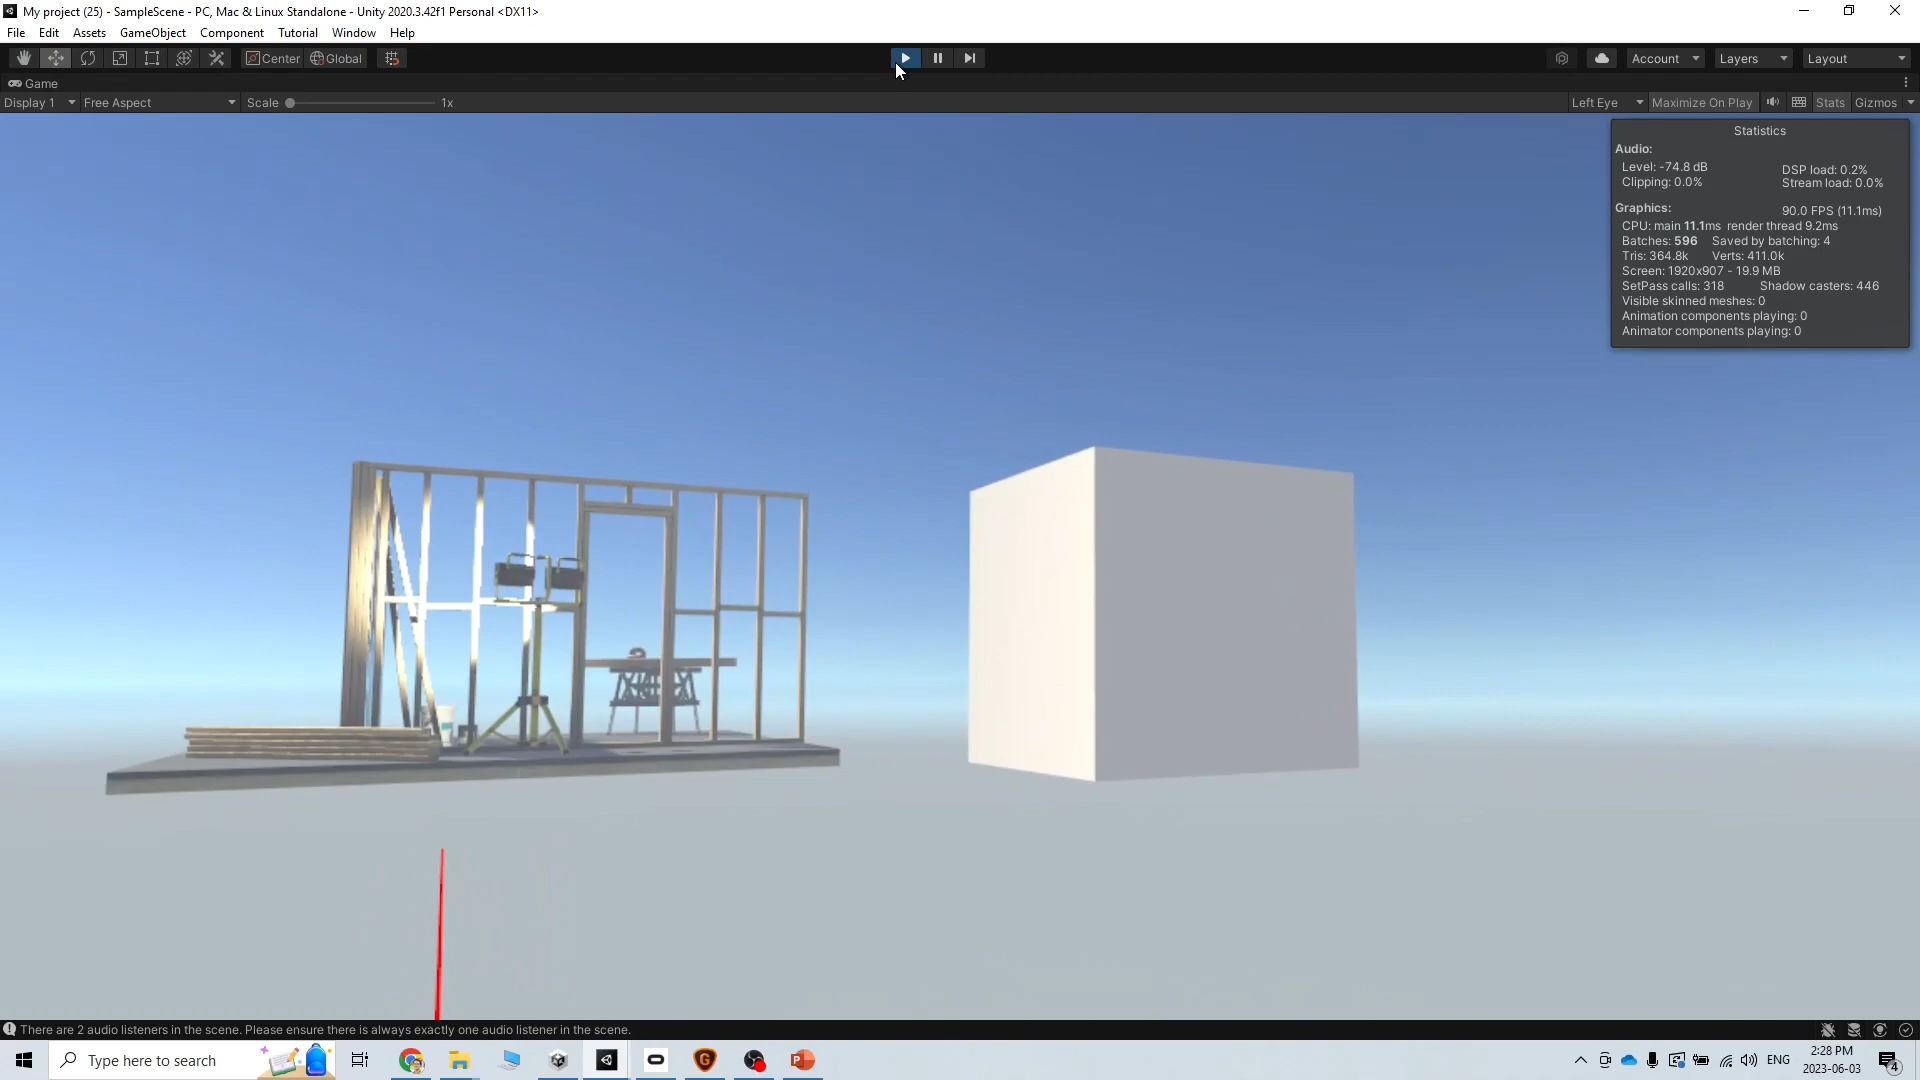 My project (25) - SampleScene - PC, Mac & Linux Standalone - Unity 2020.3.42f1 Personal <DX11>
File Edit Assets GameObject Component Tutorial Window Help
Center Global Account Layers Layout
Game
Display 1 Free Aspect Scale 1x Left Eye Maximize On Play Stats Gizmos
Statistics
Audio:
Level: -74.8 dB DSP load: 0.2%
Clipping: 0.0% Stream load: 0.0%
Graphics: 90.0 FPS (11.1ms)
CPU: main 11.1ms render thread 9.2ms
Batches: 596 Saved by batching: 4
Tris: 364.8k Verts: 411.0k
Screen: 1920x907 - 19.9 MB
SetPass calls: 318 Shadow casters: 446
Visible skinned meshes: 0
Animation components playing: 0
Animator components playing: 0
There are 2 audio listeners in the scene. Please ensure there is always exactly one audio listener in the scene.
Type here to search ENG 2:28 PM
2023-06-03 4